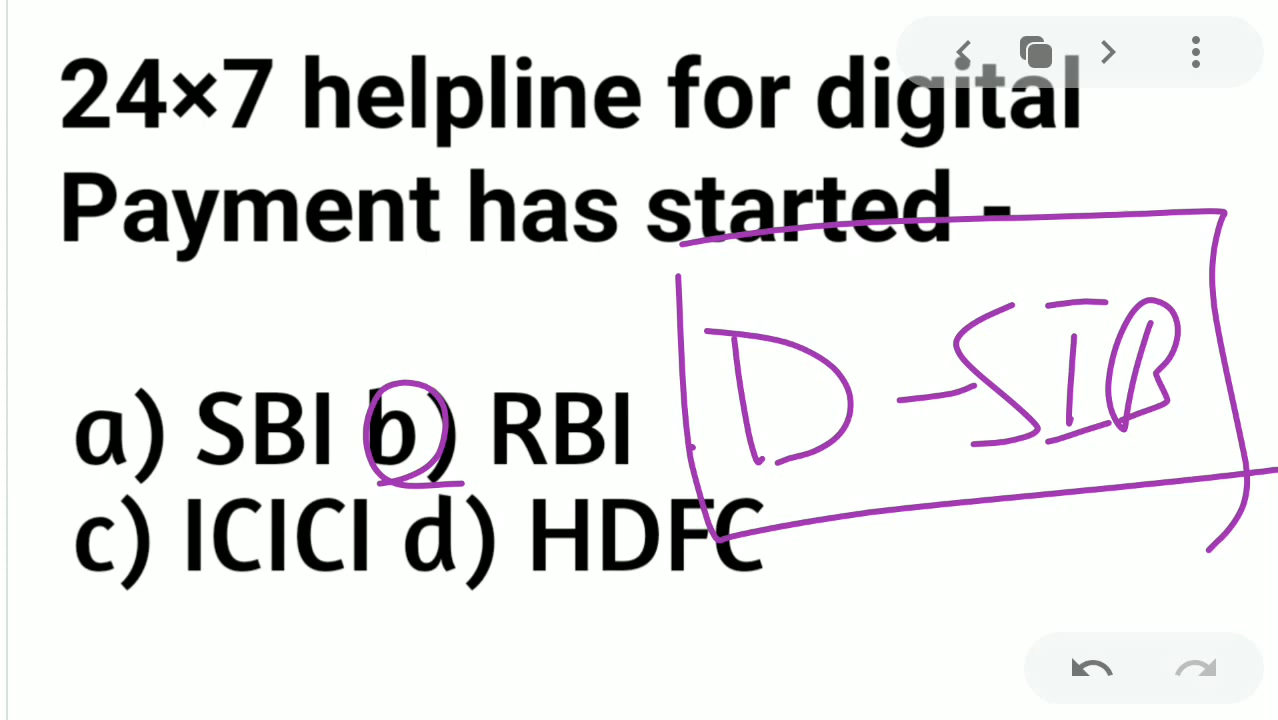 24×7 helpline for digital
Payment has started -
D-SIB
a) SBI b) RBI
c) ICICI d) HDFC